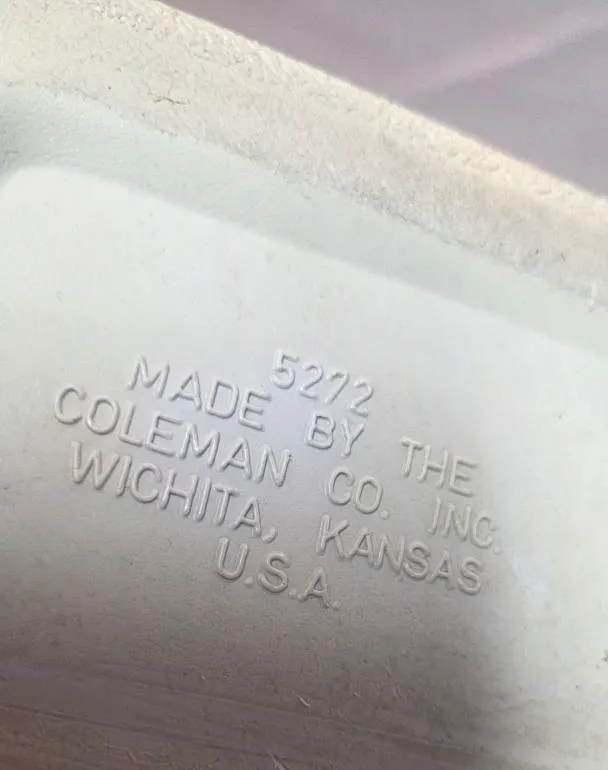 5272
MADE BY THE
COLEMAN CO. INC.
WICHITA, KANSAS
U.S.A.